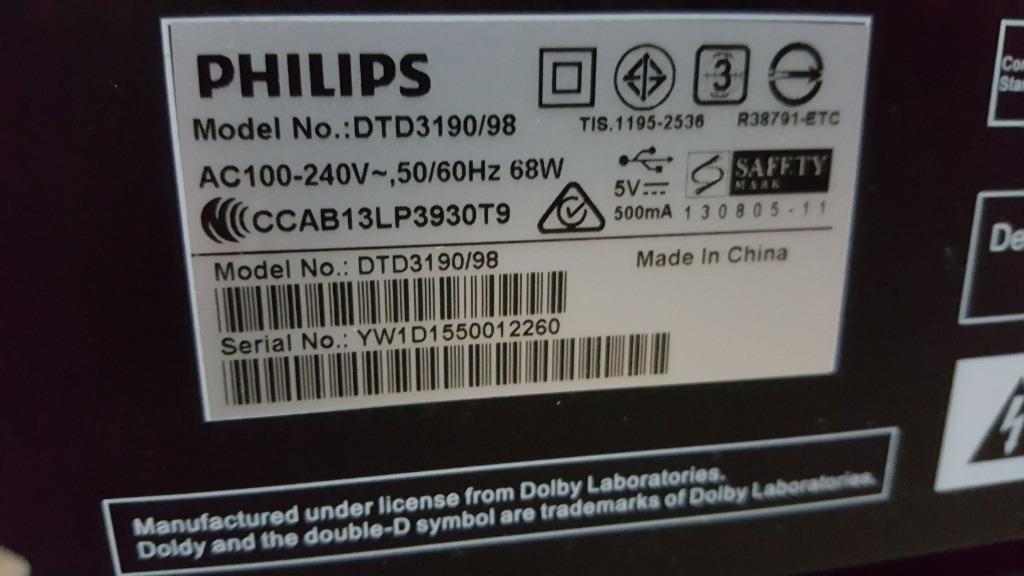 PHILIPS
Model No.:DTD3190/98
AC100-240V~,50/60Hz 68W
CCAB13LP3930T9
3
TIS.1195-2536
R38791-ETC
5V
500mA
SAFETY
MARK
130805-11
Model No.: DTD3190/98
Made In China
Serial No.: YW1D1550012260
Manufactured under license from Dolby Laboratories.
Doldy and the double-D symbol are trademarks of Dolby Laboratories.